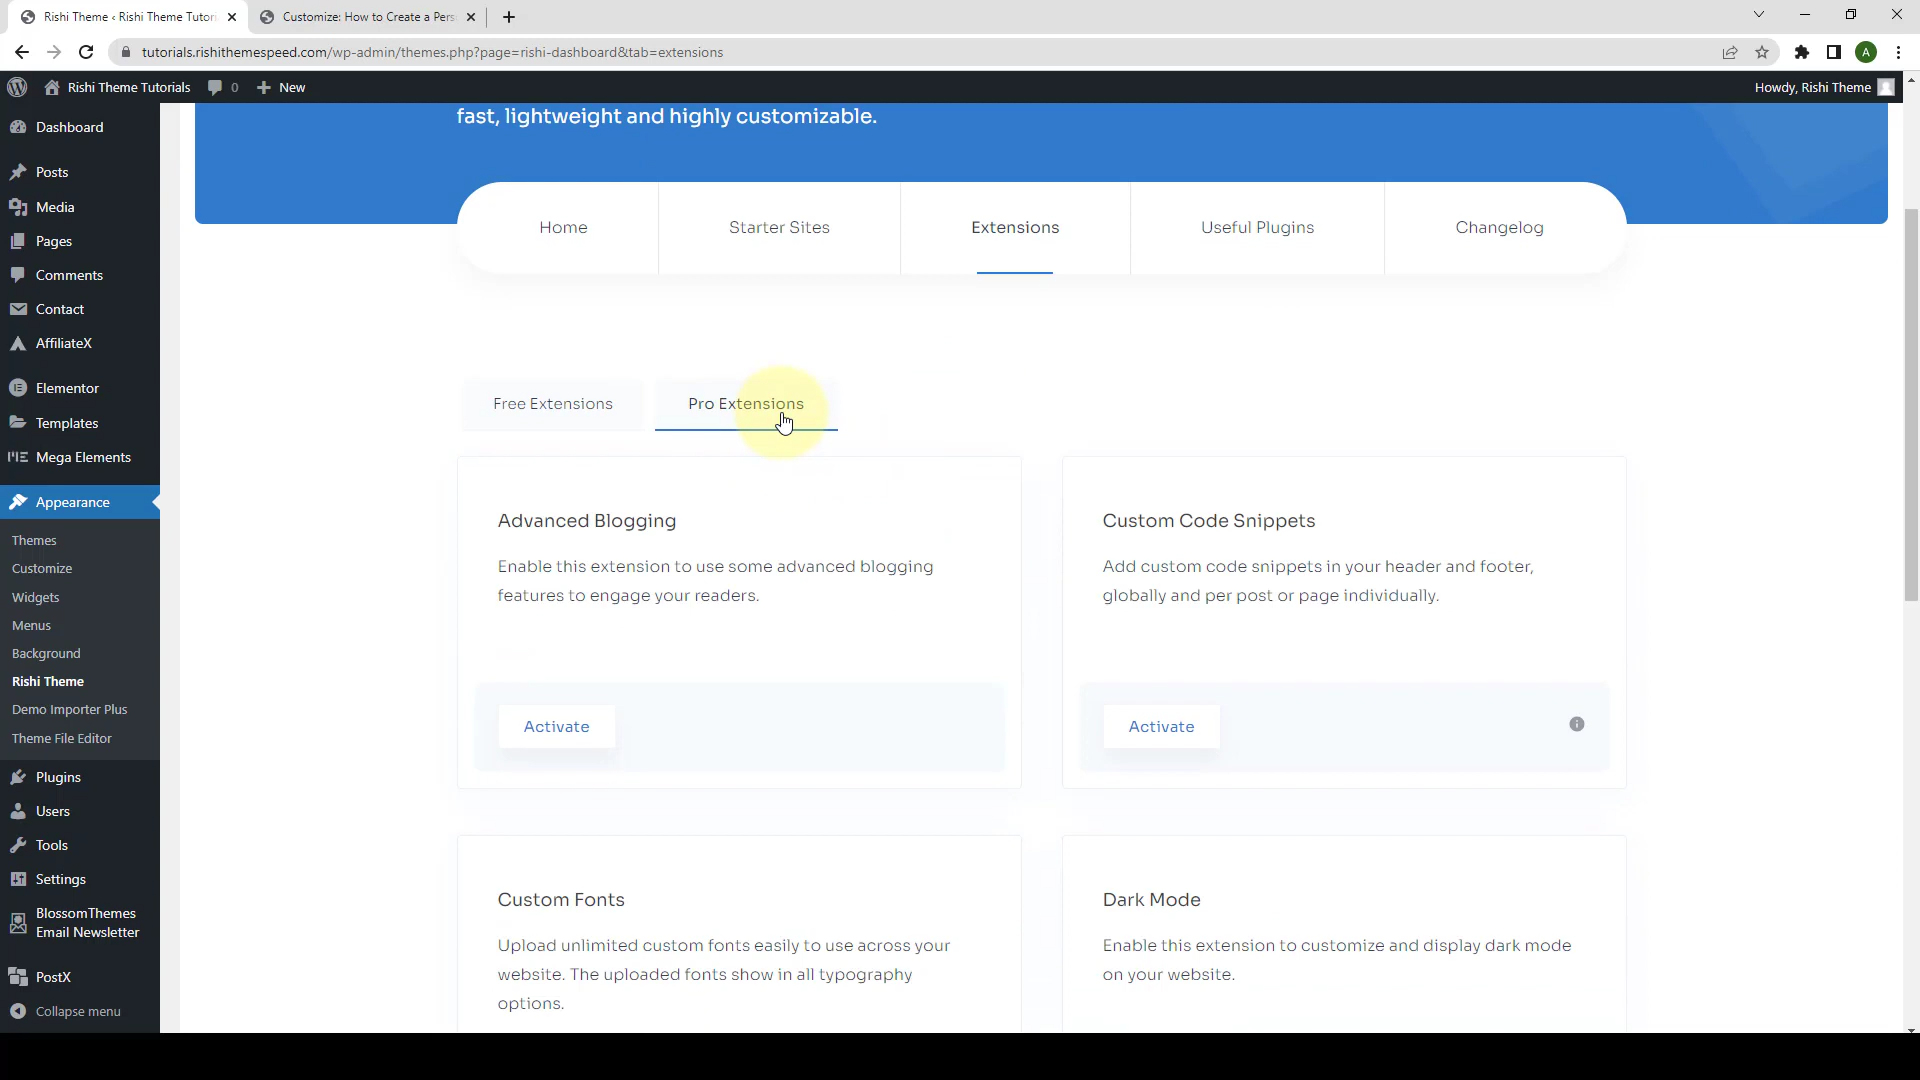 Rishi Theme ‹ Rishi Theme Tutori
Customize: How to Create a Pers
tutorials.rishithemespeed.com/wp-admin/themes.php?page=rishi-dashboard&tab=extensions
A
Rishi Theme Tutorials
0
New
Howdy, Rishi Theme
Dashboard
Posts
Media
Pages
Comments
Contact
AffiliateX
Elementor
Templates
Mega Elements
Appearance
Themes
Customize
Widgets
Menus
Background
Rishi Theme
Demo Importer Plus
Theme File Editor
Plugins
Users
Tools
Settings
BlossomThemes
Email Newsletter
PostX
Collapse menu
fast, lightweight and highly customizable.
Home
Starter Sites
Extensions
Useful Plugins
Changelog
Free Extensions
Pro Extensions
Advanced Blogging
Enable this extension to use some advanced blogging
features to engage your readers.
Activate
Custom Code Snippets
Add custom code snippets in your header and footer,
globally and per post or page individually.
Activate
Custom Fonts
Upload unlimited custom fonts easily to use across your
website. The uploaded fonts show in all typography
options.
Dark Mode
Enable this extension to customize and display dark mode
on your website.